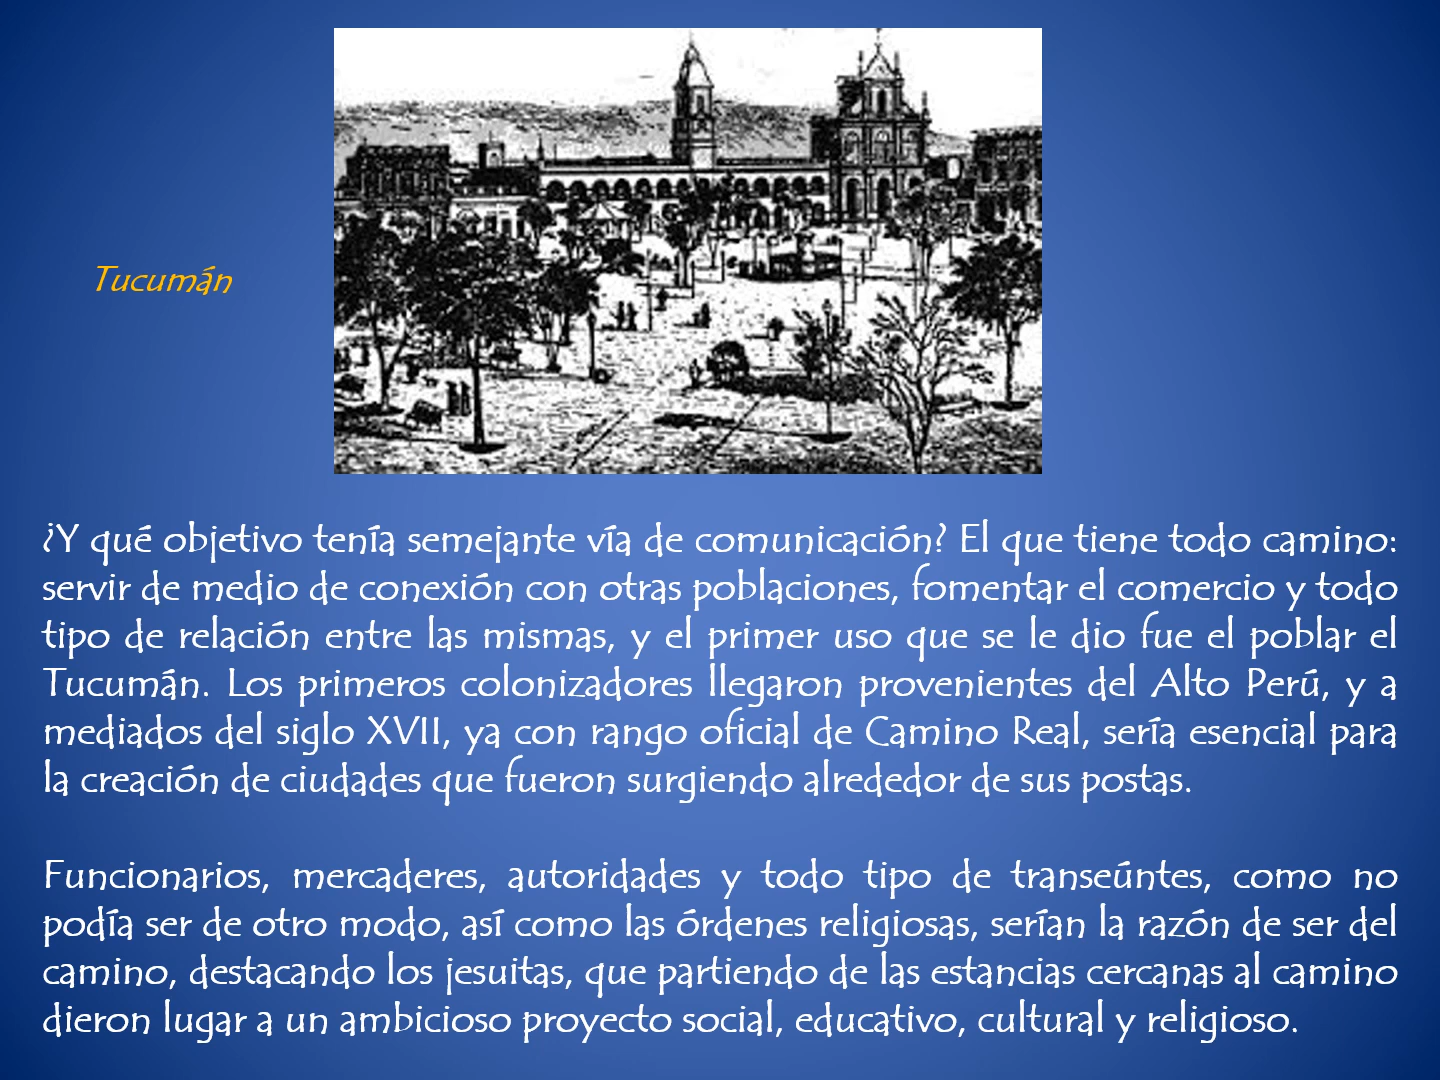 Tucumán
¿Y qué objetivo tenía semejante vía de comunicación? El que tiene todo camino:
servir de medio de conexión con otras poblaciones, fomentar el comercio y todo
tipo de relación entre las mismas, y el primer uso que se le dio fue el poblar el
Tucumán. Los primeros colonizadores llegaron provenientes del Alto Perú, y a
mediados del siglo XVII, ya con rango oficial de Camino Real, sería esencial para
la creación de ciudades que fueron surgiendo alrededor de sus postas.
Funcionarios, mercaderes, autoridades y todo tipo de transeúntes, como no
podía ser de otro modo, así como las órdenes religiosas, serían la razón de ser del
camino, destacando los jesuitas, que partiendo de las estancias cercanas al camino
dieron lugar a un ambicioso proyecto social, educativo, cultural y religioso.